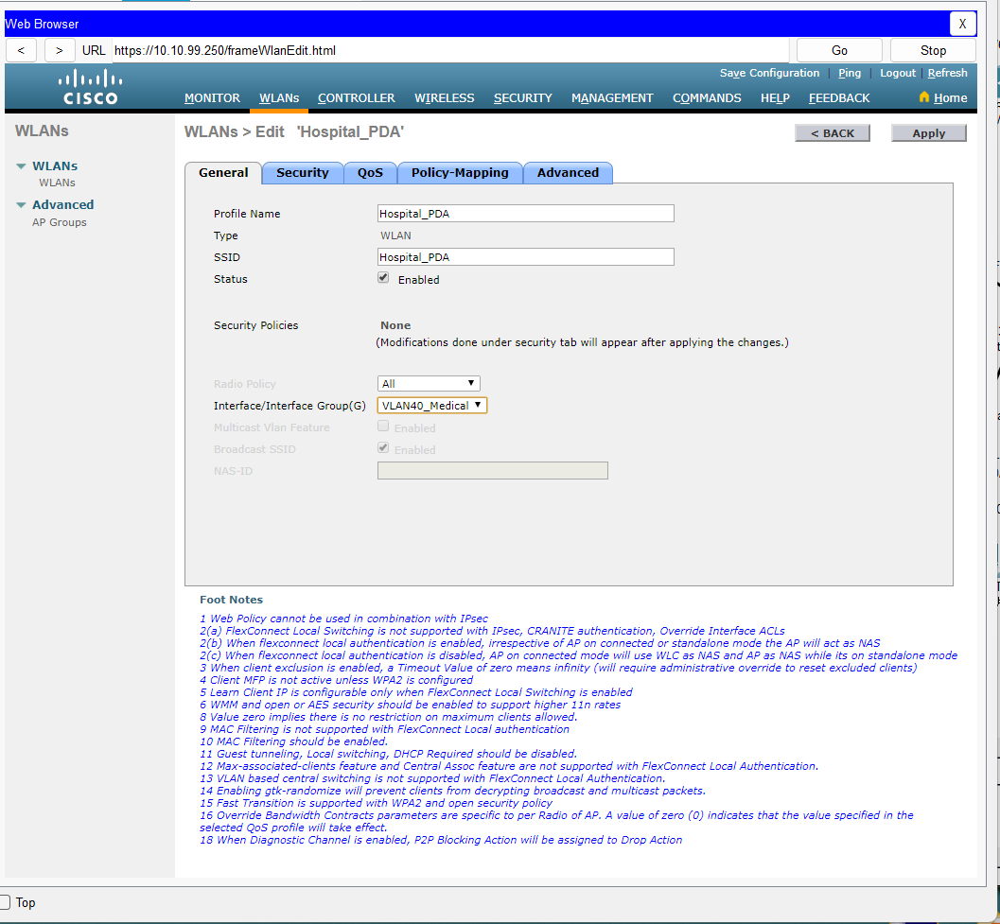 Web Browser
X
<
>
URL
https://10.10.99.250/frameWlanEdit.html
Go
Stop
Save Configuration | Ping | Logout | Refresh
CISCO
MONITOR WLANs CONTROLLER WIRELESS SECURITY MANAGEMENT COMMANDS HELP FEEDBACK Home
WLANs
WLANs
WLANs
Advanced
AP Groups
WLANs > Edit 'Hospital_PDA'
< BACK
Apply
General Security QoS Policy-Mapping Advanced
Profile Name Hospital_PDA
Type WLAN
SSID Hospital_PDA
Status Enabled
Security Policies None
(Modifications done under security tab will appear after applying the changes.)
Radio Policy All
Interface/Interface Group(G) VLAN40_Medical
Multicast Vlan Feature Enabled
Broadcast SSID Enabled
NAS-ID
Foot Notes
1 Web Policy cannot be used in combination with IPsec
2(a) FlexConnect Local Switching is not supported with IPsec, CRANITE authentication, Override Interface ACLs
2(b) When flexconnect local authentication is enabled, irrespective of AP on connected or standalone mode the AP will act as NAS
2(c) When flexconnect local authentication is disabled, AP on connected mode will use WLC as NAS and AP as NAS while its on standalone mode
3 When client exclusion is enabled, a Timeout Value of zero means infinity (will require administrative override to reset excluded clients)
4 Client MFP is not active unless WPA2 is configured
5 Learn Client IP is configurable only when FlexConnect Local Switching is enabled
6 WMM and open or AES security should be enabled to support higher 11n rates
8 Value zero implies there is no restriction on maximum clients allowed.
9 MAC Filtering is not supported with FlexConnect Local authentication
10 MAC Filtering should be enabled.
11 Guest tunneling, Local switching, DHCP Required should be disabled.
12 Max-associated-clients feature and Central Assoc feature are not supported with FlexConnect Local Authentication.
13 VLAN based central switching is not supported with FlexConnect Local Authentication.
14 Enabling gtk-randomize will prevent clients from decrypting broadcast and multicast packets.
15 Fast Transition is supported with WPA2 and open security policy
16 Override Bandwidth Contracts parameters are specific to per Radio of AP. A value of zero (0) indicates that the value specified in the
selected QoS profile will take effect.
18 When Diagnostic Channel is enabled, P2P Blocking Action will be assigned to Drop Action
Top